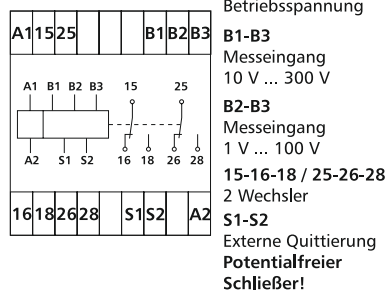 A1 15 25 B1 B2 B3
A1 B1 B2 B3 15 25
A2 S1 S2 16 18 26 28
16 18 26 28 S1 S2 A2
Betriebsspannung
B1-B3
Messeingang
10 V ... 300 V
B2-B3
Messeingang
1 V ... 100 V
15-16-18 / 25-26-28
2 Wechsler
S1-S2
Externe Quittierung
Potentialfreier
Schließer!